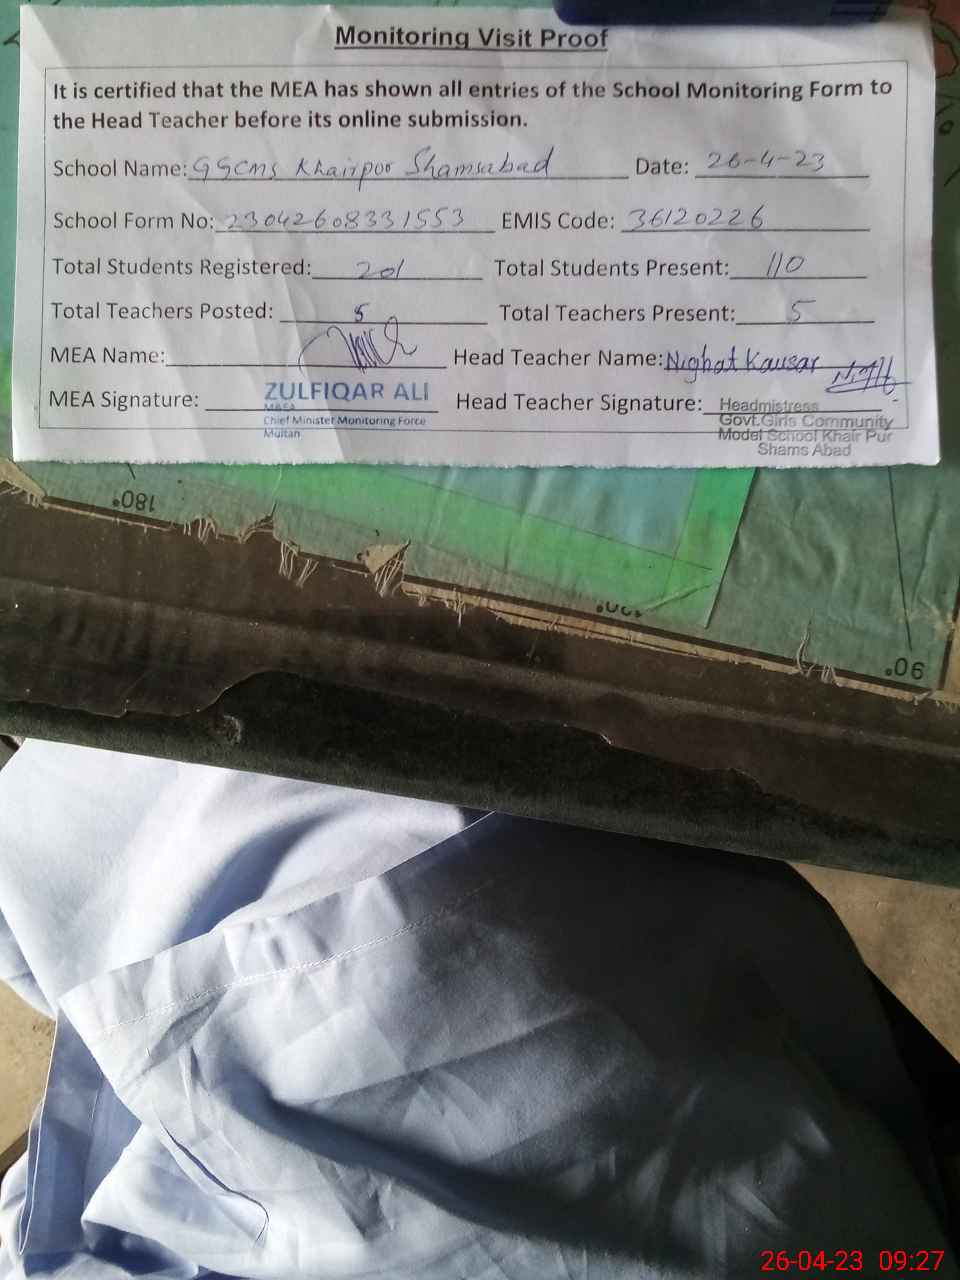 Monitoring Visit Proof
It is certified that the MEA has shown all entries of the School Monitoring Form to
the Head Teacher before its online submission.
School Name: GGCMS Khairpor Shamsabad Date: 26-4-23
School Form No: 23042608331553 EMIS Code: 36120226
Total Students Registered: 201 Total Students Present: 110
Total Teachers Posted: 5 Total Teachers Present: 5
MEA Name: Head Teacher Name: Nighat Kausar
MEA Signature: ZULFIQAR ALI Head Teacher Signature: Headmistress
M&EA
Chief Minister Monitoring Force Govt.Girls Community
Multan Model School Khair Pur
Shams Abad
180°
90°
26-04-23 09:27